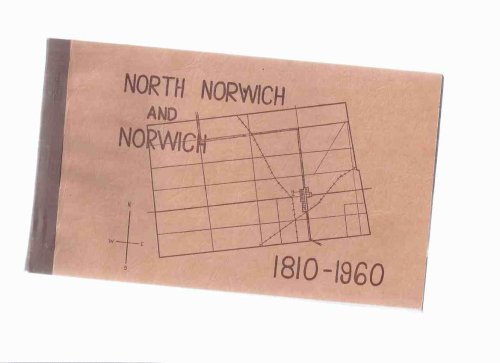 NORTH NORWICH
AND
NORWICH
N
W E
S
1810-1960